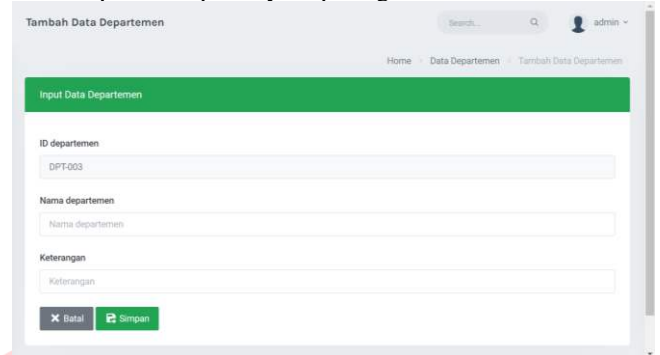 Tambah Data Departemen
Search...
admin
Home
Data Departemen
Tambah Data Departemen
Input Data Departemen
ID departemen
DPT-003
Nama departemen
Nama departemen
Keterangan
Keterangan
Batal
Simpan